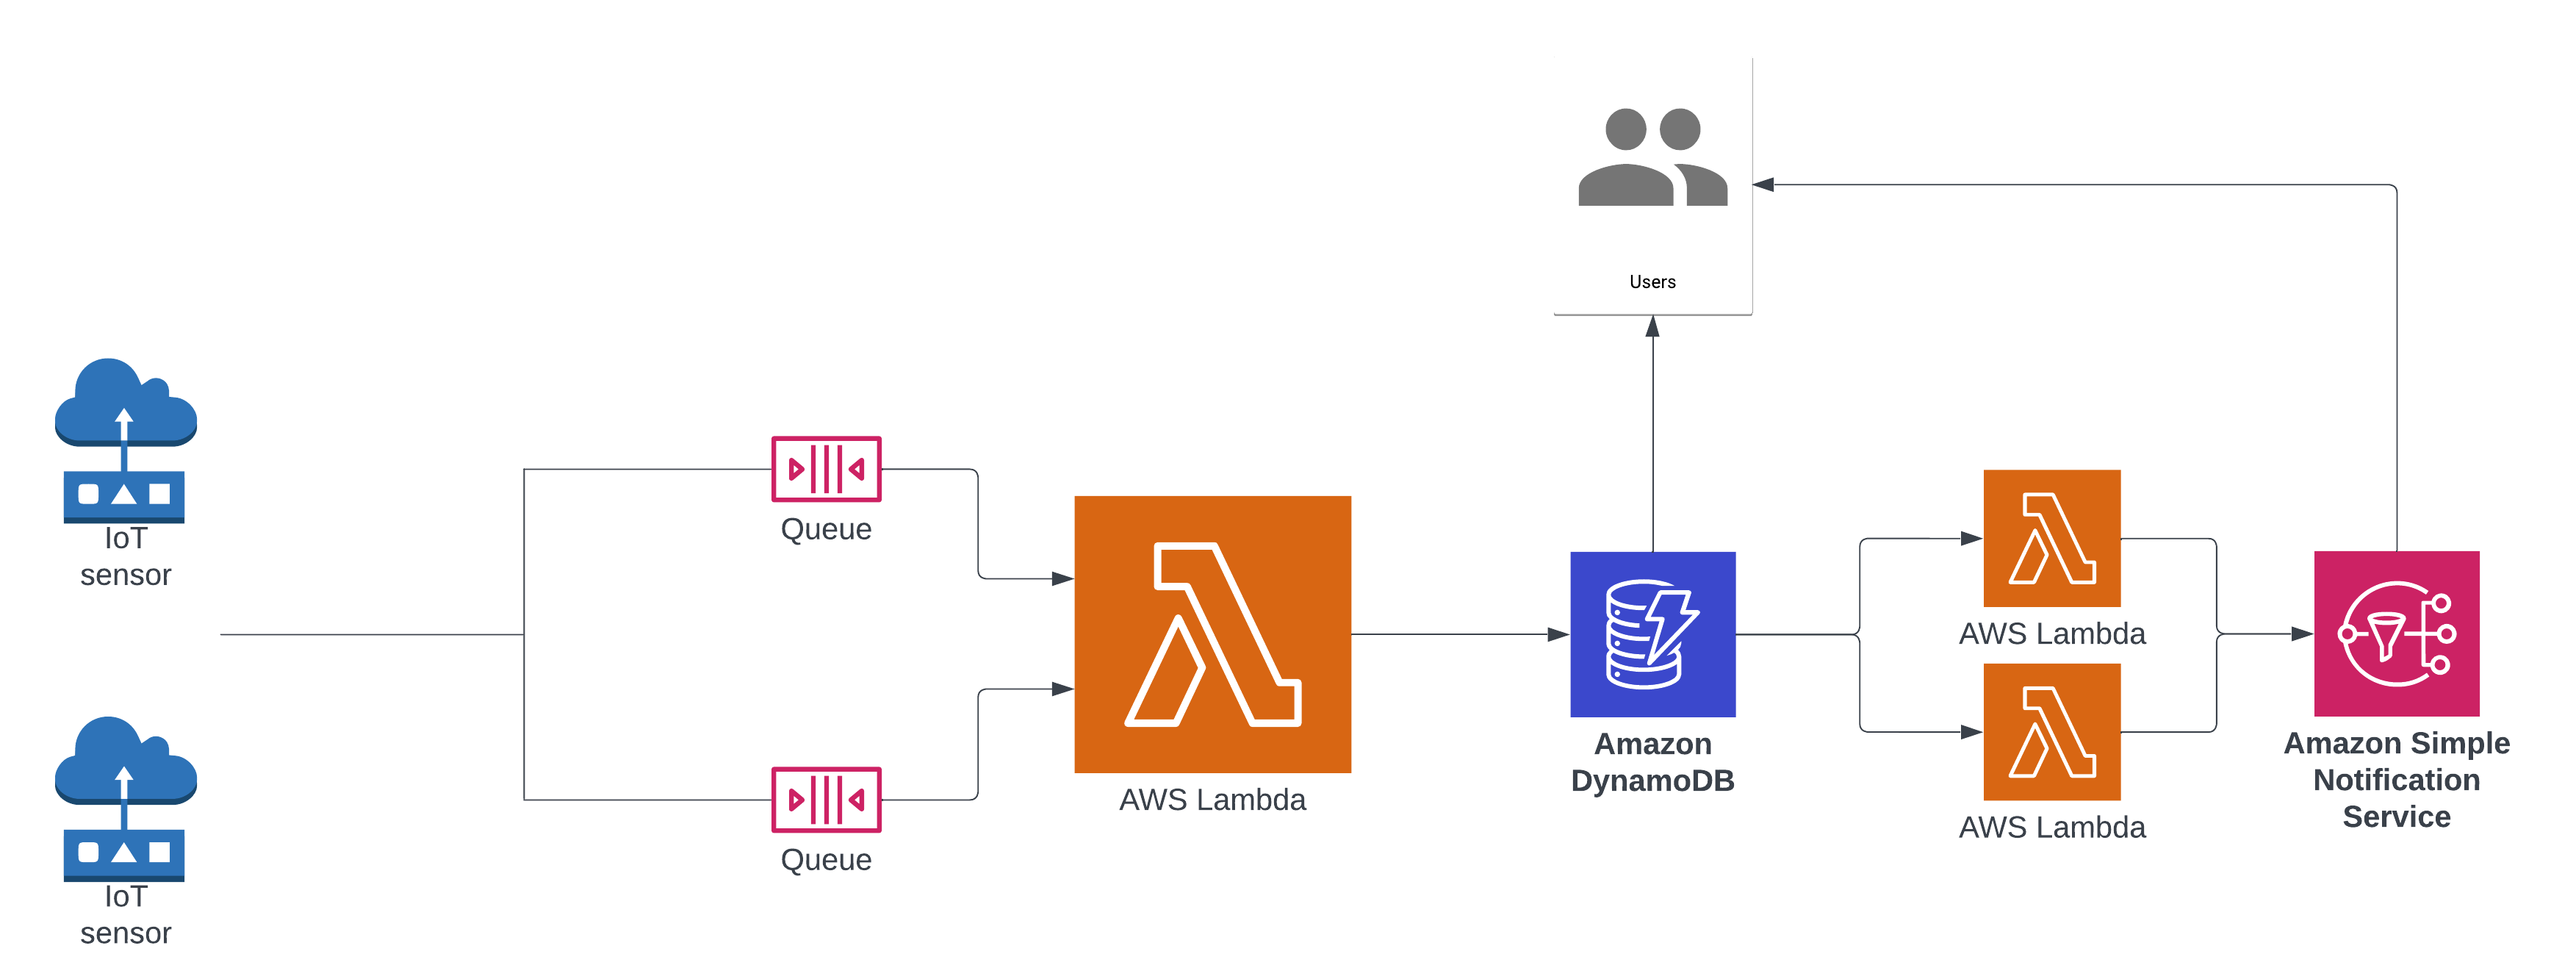 Users
IoT
sensor
Queue
AWS Lambda
Amazon
DynamoDB
AWS Lambda
Amazon Simple
Notification
Service
AWS Lambda
Queue
IoT
sensor